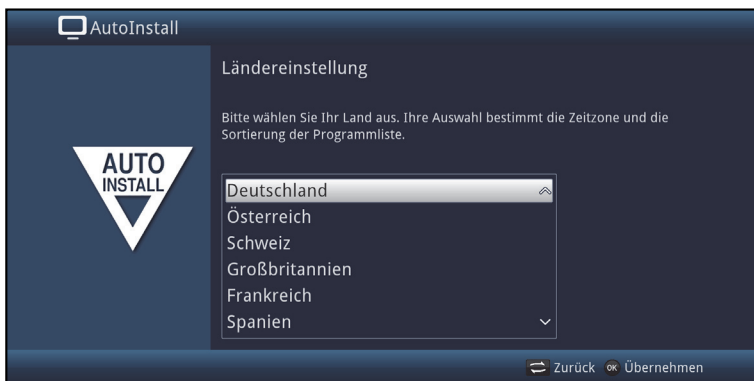 AutoInstall
Ländereinstellung
Bitte wählen Sie Ihr Land aus. Ihre Auswahl bestimmt die Zeitzone und die
Sortierung der Programmliste.
AUTO
INSTALL
Deutschland
Österreich
Schweiz
Großbritannien
Frankreich
Spanien
Zurück OK Übernehmen